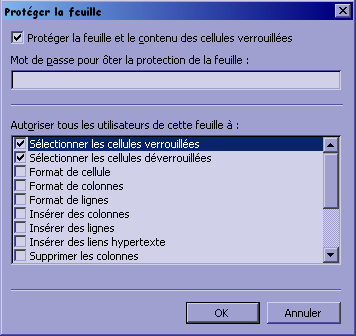 Protéger la feuille
Protéger la feuille et le contenu des cellules verrouillées
Mot de passe pour ôter la protection de la feuille :
Autoriser tous les utilisateurs de cette feuille à :
Sélectionner les cellules verrouillées
Sélectionner les cellules déverrouillées
Format de cellule
Format de colonnes
Format de lignes
Insérer des colonnes
Insérer des lignes
Insérer des liens hypertexte
Supprimer les colonnes
OK Annuler